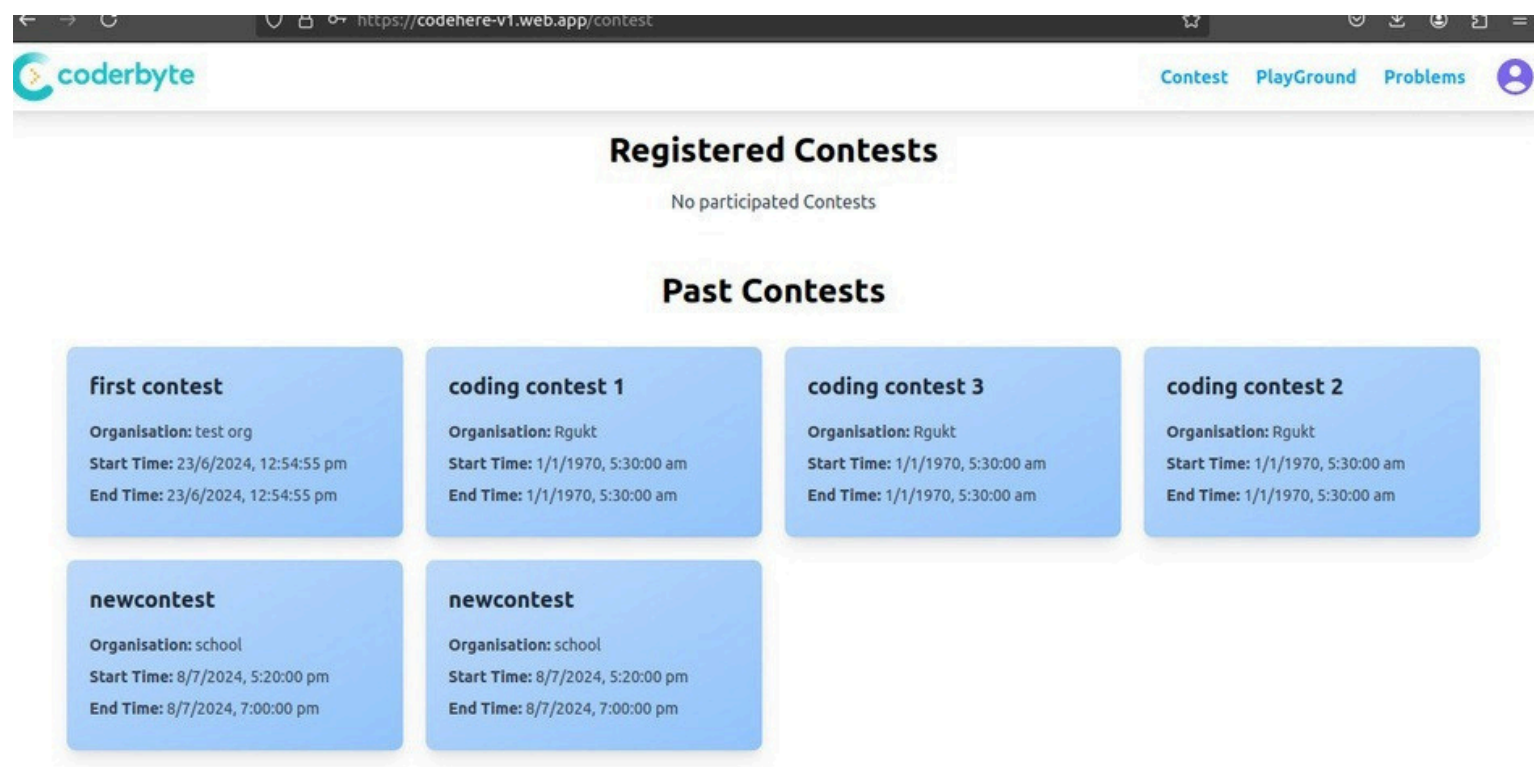 https://codehere-v1.web.app/contest
coderbyte
Contest PlayGround Problems
Registered Contests
No participated Contests
Past Contests
first contest
Organisation: test org
Start Time: 23/6/2024, 12:54:55 pm
End Time: 23/6/2024, 12:54:55 pm
coding contest 1
Organisation: Rgukt
Start Time: 1/1/1970, 5:30:00 am
End Time: 1/1/1970, 5:30:00 am
coding contest 3
Organisation: Rgukt
Start Time: 1/1/1970, 5:30:00 am
End Time: 1/1/1970, 5:30:00 am
coding contest 2
Organisation: Rgukt
Start Time: 1/1/1970, 5:30:00 am
End Time: 1/1/1970, 5:30:00 am
newcontest
Organisation: school
Start Time: 8/7/2024, 5:20:00 pm
End Time: 8/7/2024, 7:00:00 pm
newcontest
Organisation: school
Start Time: 8/7/2024, 5:20:00 pm
End Time: 8/7/2024, 7:00:00 pm